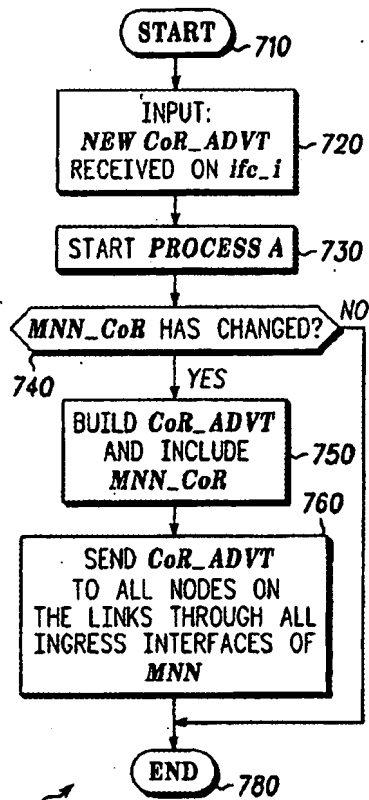 START
710
INPUT:
NEW CoR_ADVT
RECEIVED ON ifc_i
720
START PROCESS A
730
MNN_CoR HAS CHANGED?
NO
740
YES
BUILD CoR_ADVT
AND INCLUDE
MNN_CoR
750
760
SEND CoR_ADVT
TO ALL NODES ON
THE LINKS THROUGH ALL
INGRESS INTERFACES OF
MNN
END
780